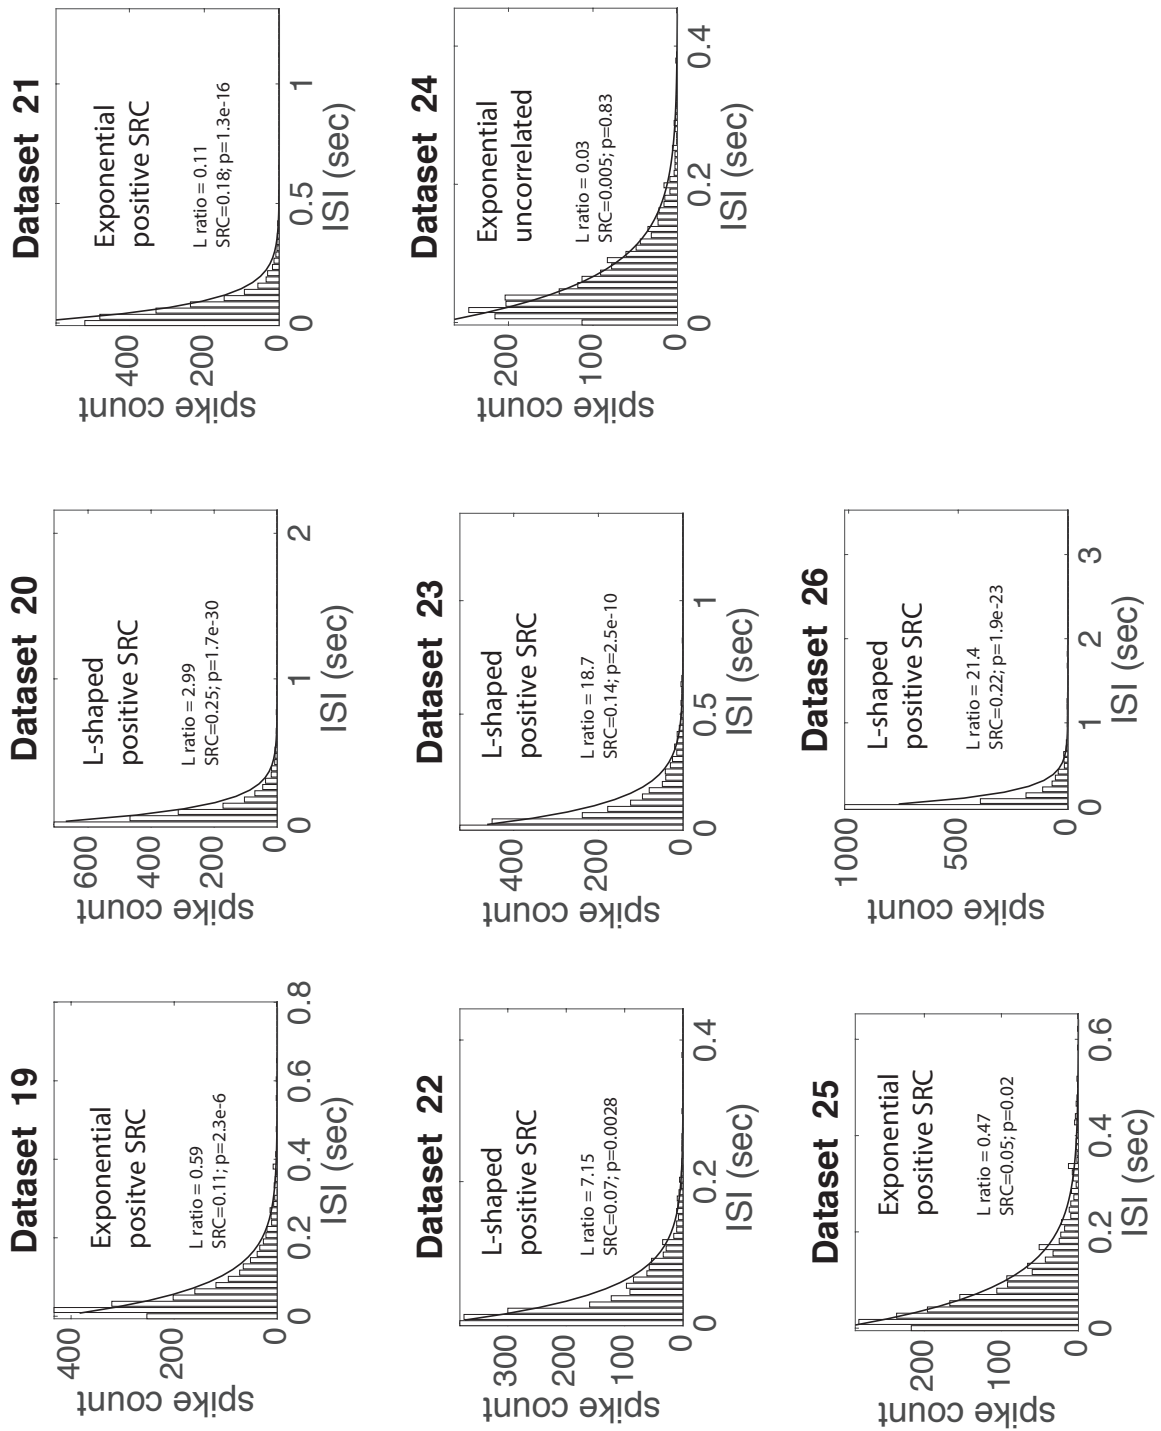 Dataset 19
Exponential
positve SRC
L ratio = 0.59
SRC=0.11; p=2.3e-6
spike count
400
200
0
0 0.2 0.4 0.6 0.8
ISI (sec)
Dataset 20
L-shaped
positive SRC
L ratio = 2.99
SRC=0.25; p=1.7e-30
spike count
600
400
200
0
0 1 2
ISI (sec)
Dataset 21
Exponential
positive SRC
L ratio = 0.11
SRC=0.18; p=1.3e-16
spike count
400
200
0
0 0.5 1
ISI (sec)
Dataset 22
L-shaped
positive SRC
L ratio = 7.15
SRC=0.07; p=0.0028
spike count
300
200
100
0
0 0.2 0.4
ISI (sec)
Dataset 23
L-shaped
positive SRC
L ratio = 18.7
SRC=0.14; p=2.5e-10
spike count
400
200
0
0 0.5 1
ISI (sec)
Dataset 24
Exponential
uncorrelated
L ratio = 0.03
SRC=0.005; p=0.83
spike count
200
100
0
0 0.2 0.4
ISI (sec)
Dataset 25
Exponential
positive SRC
L ratio = 0.47
SRC=0.05; p=0.02
spike count
200
100
0
0 0.2 0.4 0.6
ISI (sec)
Dataset 26
L-shaped
positive SRC
L ratio = 21.4
SRC=0.22; p=1.9e-23
spike count
1000
500
0
0 1 2 3
ISI (sec)